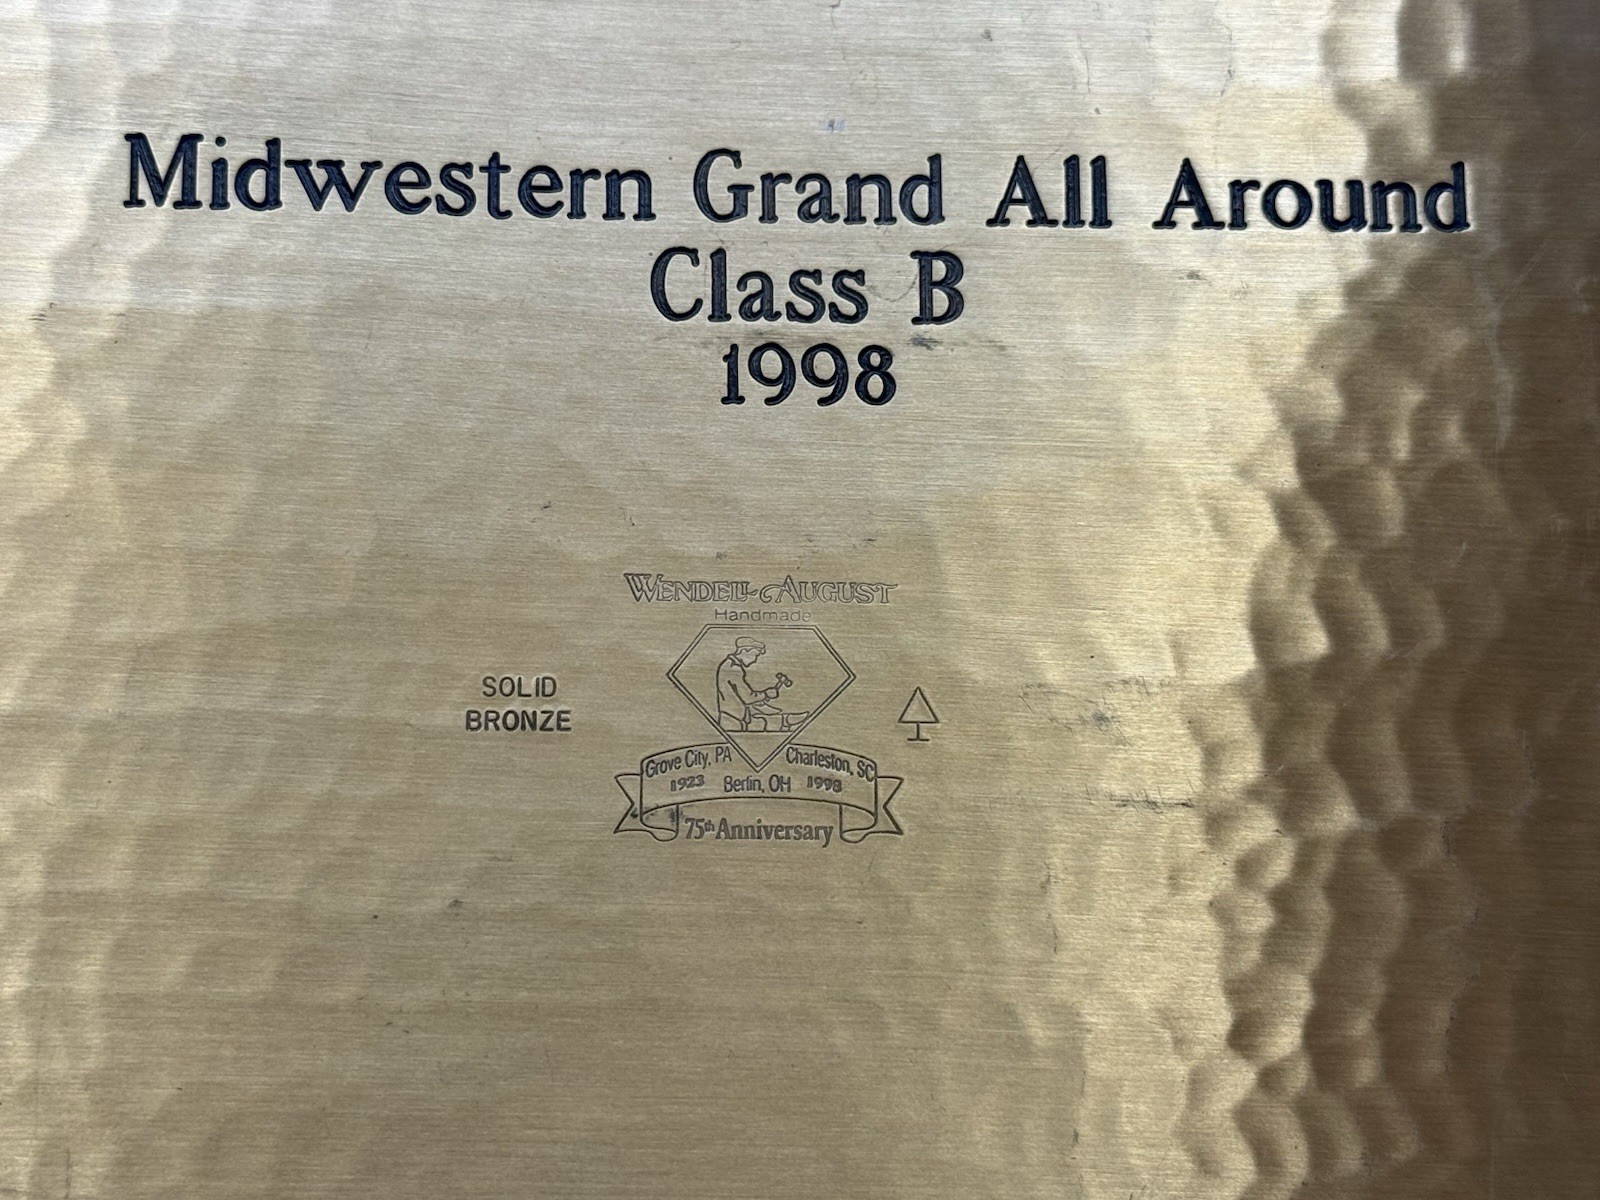 Midwestern Grand All Around
Class B
1998
WENDELL AUGUST
Handmade
SOLID
BRONZE
Grove City, PA Charleston, SC
1923 Berlin, OH 1998
75th Anniversary